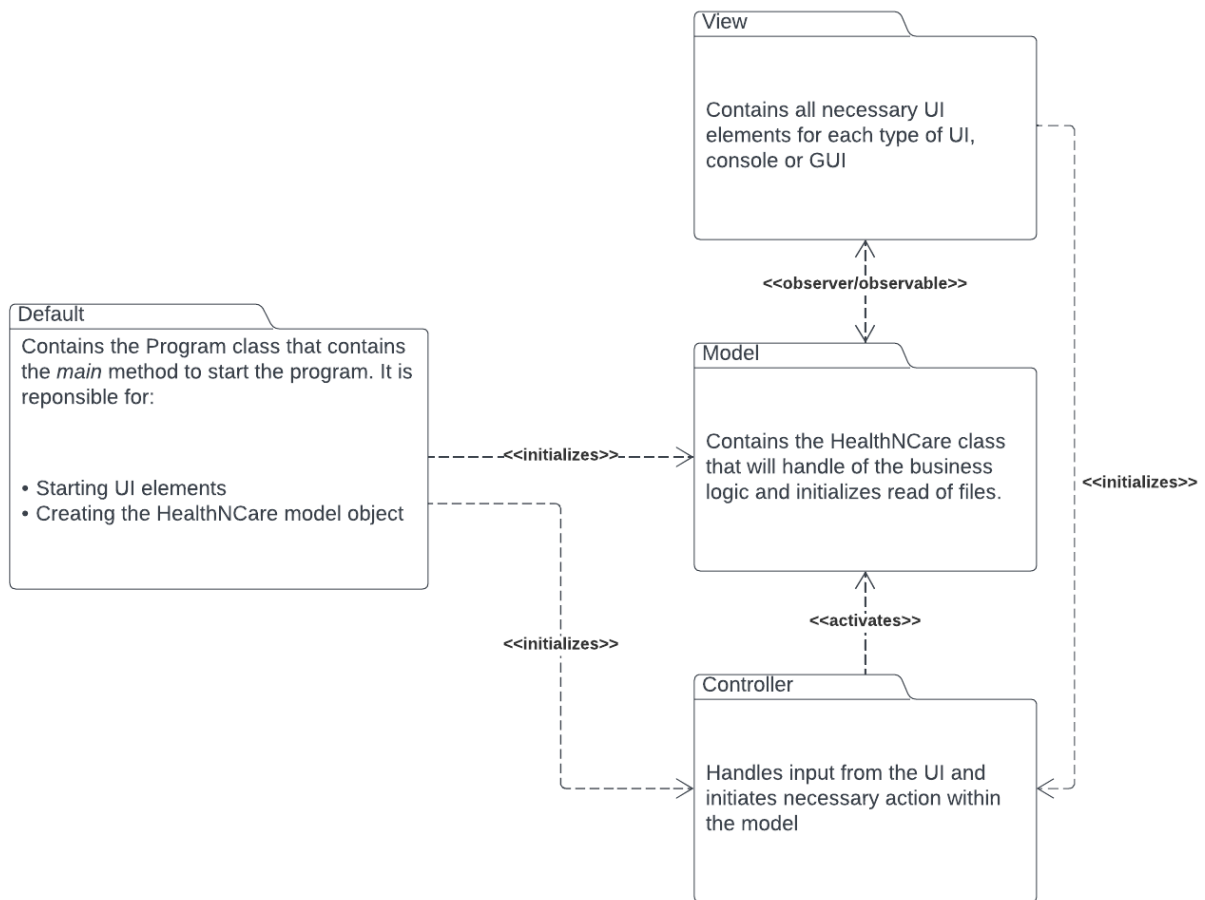 View
Contains all necessary UI
elements for each type of UI,
console or GUI
<<observer/observable>>
Default
Contains the Program class that contains
the main method to start the program. It is
reponsible for:
• Starting UI elements
• Creating the HealthNCare model object
<<initializes>>
Model
Contains the HealthNCare class
that will handle of the business
logic and initializes read of files.
<<initializes>>
<<activates>>
<<initializes>>
Controller
Handles input from the UI and
initiates necessary action within
the model